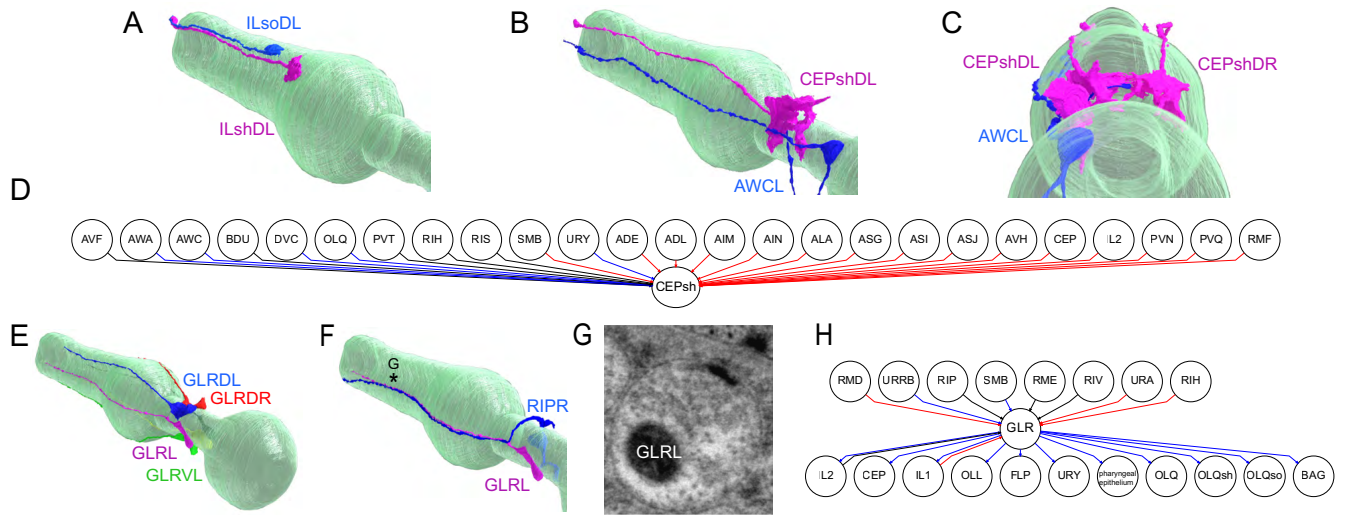 A
ILsoDL
ILshDL
B
CEPshDL
AWCL
C
CEPshDL
CEPshDR
AWCL
D
AVF AWA AWC BDU DVC OLQ PVT RIH RIS SMB URY ADE ADL AIM AIN ALA ASG ASI ASJ AVH CEP IL2 PVN PVQ RMF
CEPsh
E
GLRDL
GLRDR
GLRL
GLRVL
F
G
*
RIPR
GLRL
G
GLRL
H
RMD URRB RIP SMB RME RIV URA RIH
GLR
IL2 CEP IL1 OLL FLP URY pharyngeal OLQ OLQsh OLQso BAG
epithelium